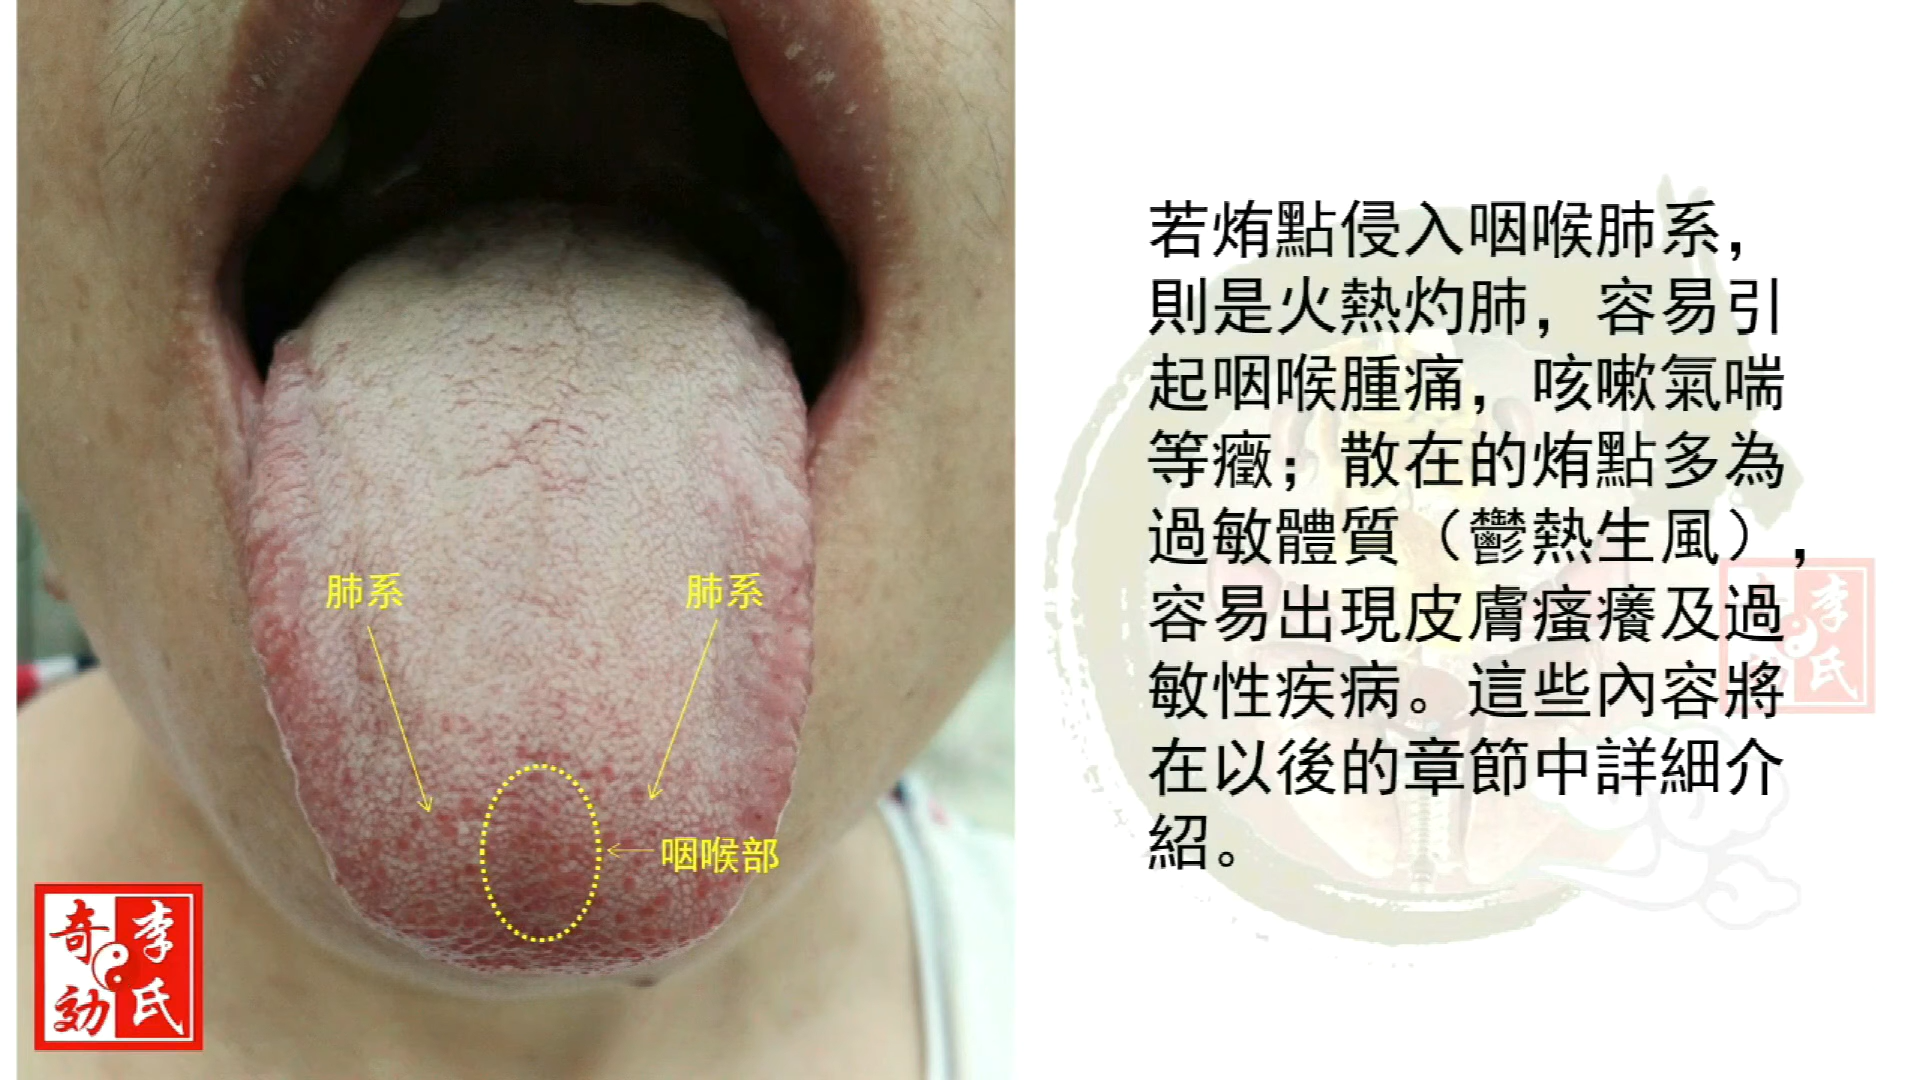 肺系
肺系
咽喉部
李氏
奇効
若烠點侵入咽喉肺系，
則是火熱灼肺，容易引
起咽喉腫痛，咳嗽氣喘
等癥；散在的烠點多為
過敏體質（鬱熱生風），
容易出現皮膚瘙癢及過
敏性疾病。這些內容將
在以後的章節中詳細介
紹。
李氏